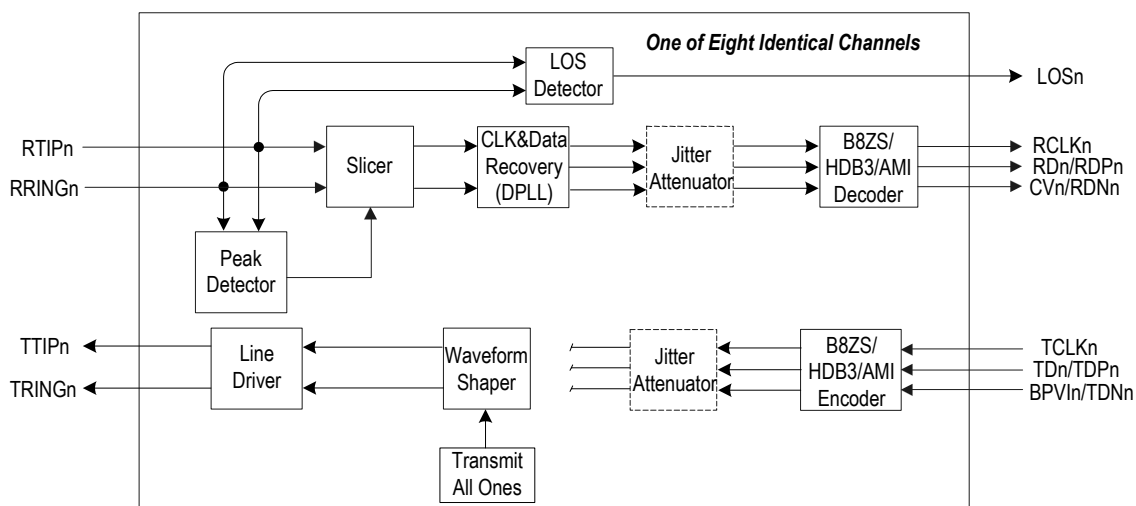 One of Eight Identical Channels
LOS
Detector
LOSn
RTIPn
RRINGn
Slicer
CLK&Data
Recovery
(DPLL)
Jitter
Attenuator
B8ZS/
HDB3/AMI
Decoder
RCLKn
RDn/RDPn
CVn/RDNn
Peak
Detector
TTIPn
TRINGn
Line
Driver
Waveform
Shaper
Jitter
Attenuator
B8ZS/
HDB3/AMI
Encoder
TCLKn
TDn/TDPn
BPVIn/TDNn
Transmit
All Ones